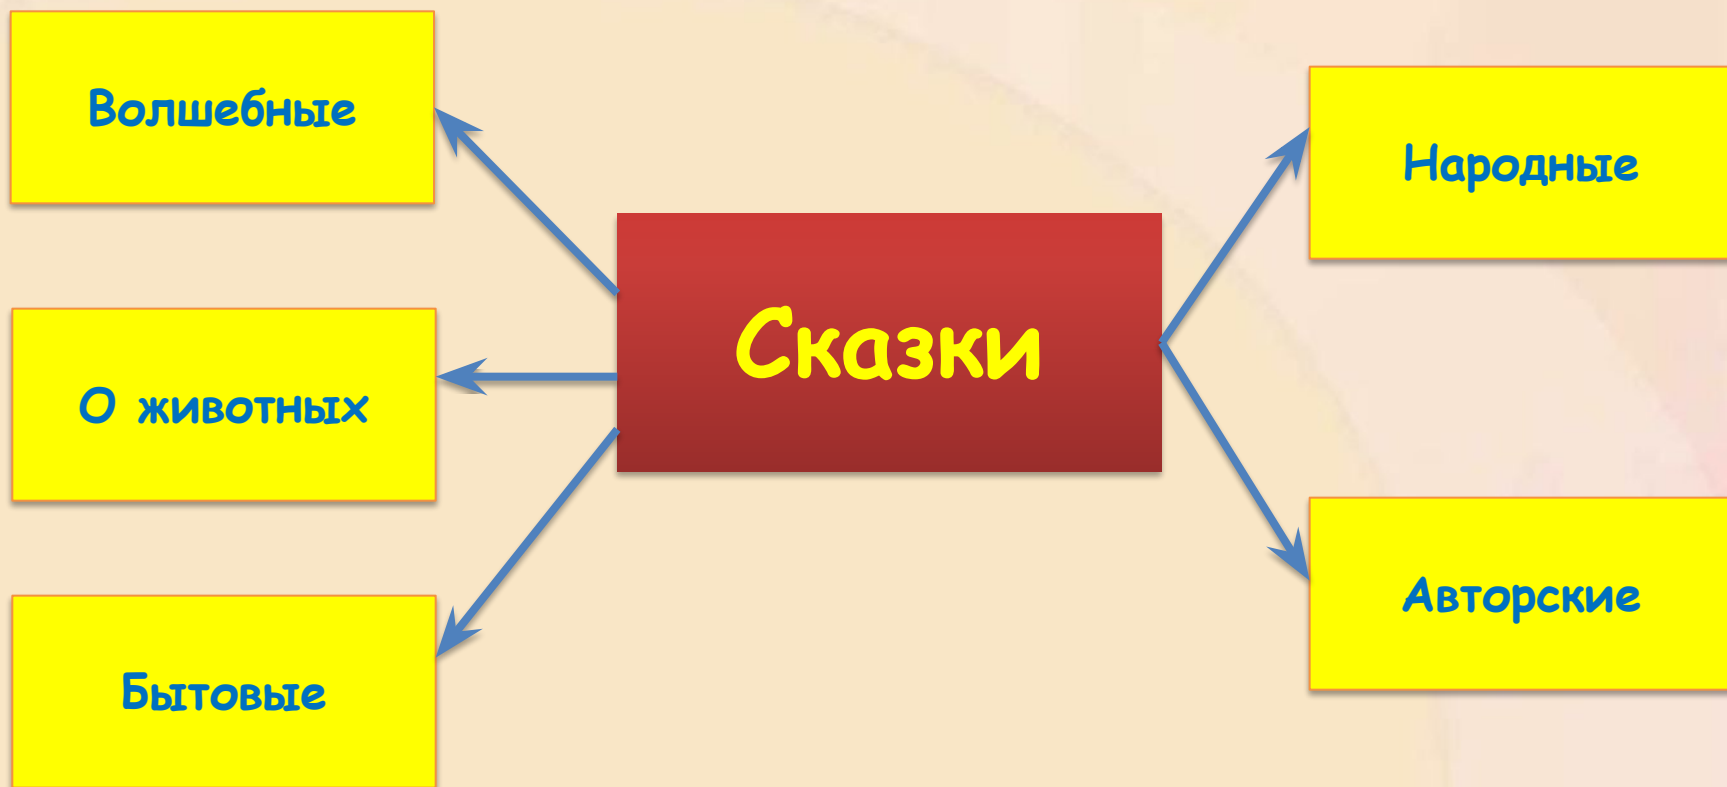 Волшебные
Народные
Сказки
О животных
Авторские
Бытовые